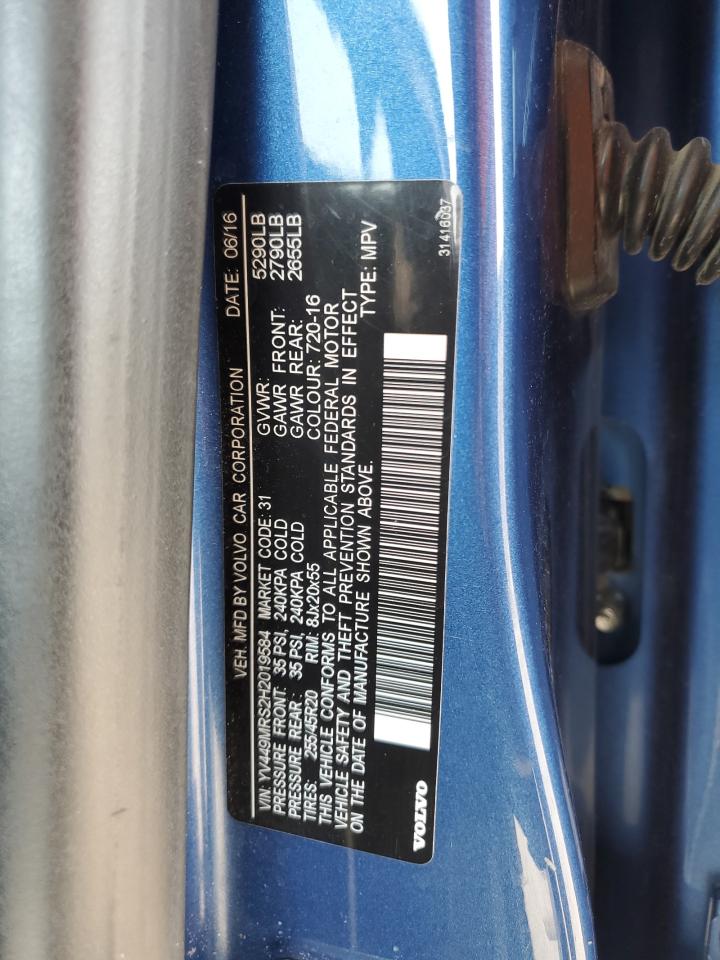 VEH. MFD BY VOLVO CAR CORPORATION DATE: 06/16
VIN: YV449MRS2H2019584 MARKET CODE: 31 GVWR: 5290LB
PRESSURE FRONT: 35 PSI, 240KPA COLD GAWR FRONT: 2790LB
PRESSURE REAR : 35 PSI, 240KPA COLD GAWR REAR: 2655LB
TIRES: 255/45R20 RIM: 8Jx20x55 COLOUR: 720-16
THIS VEHICLE CONFORMS TO ALL APPLICABLE FEDERAL MOTOR
VEHICLE SAFETY AND THEFT PREVENTION STANDARDS IN EFFECT
ON THE DATE OF MANUFACTURE SHOWN ABOVE. TYPE: MPV
VOLVO 31416037